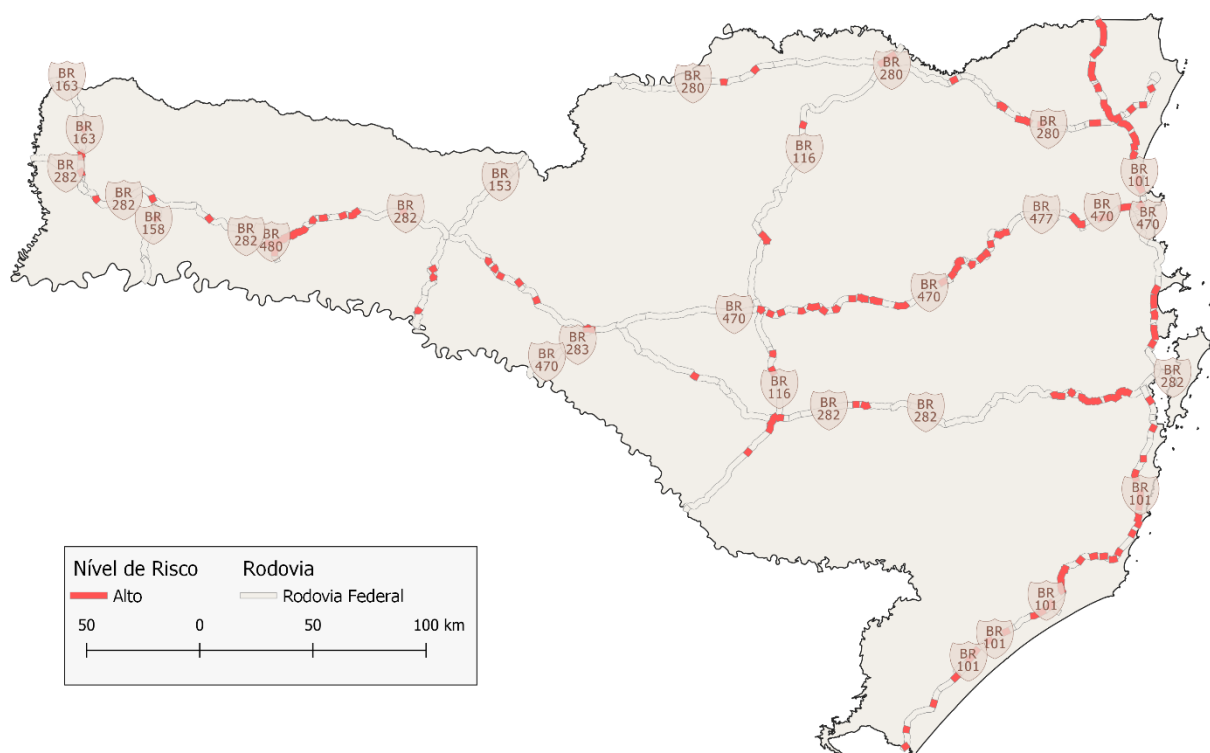 BR
163
BR
163
BR
282
BR
282
BR
158
BR
282
BR
480
BR
282
BR
153
BR
280
BR
280
BR
280
BR
116
BR
101
BR
477
BR
470
BR
470
BR
470
BR
470
BR
283
BR
470
BR
116
BR
282
BR
282
BR
282
BR
101
BR
101
BR
101
BR
101
Nível de Risco
Rodovia
Alto
Rodovia Federal
50 0 50 100 km